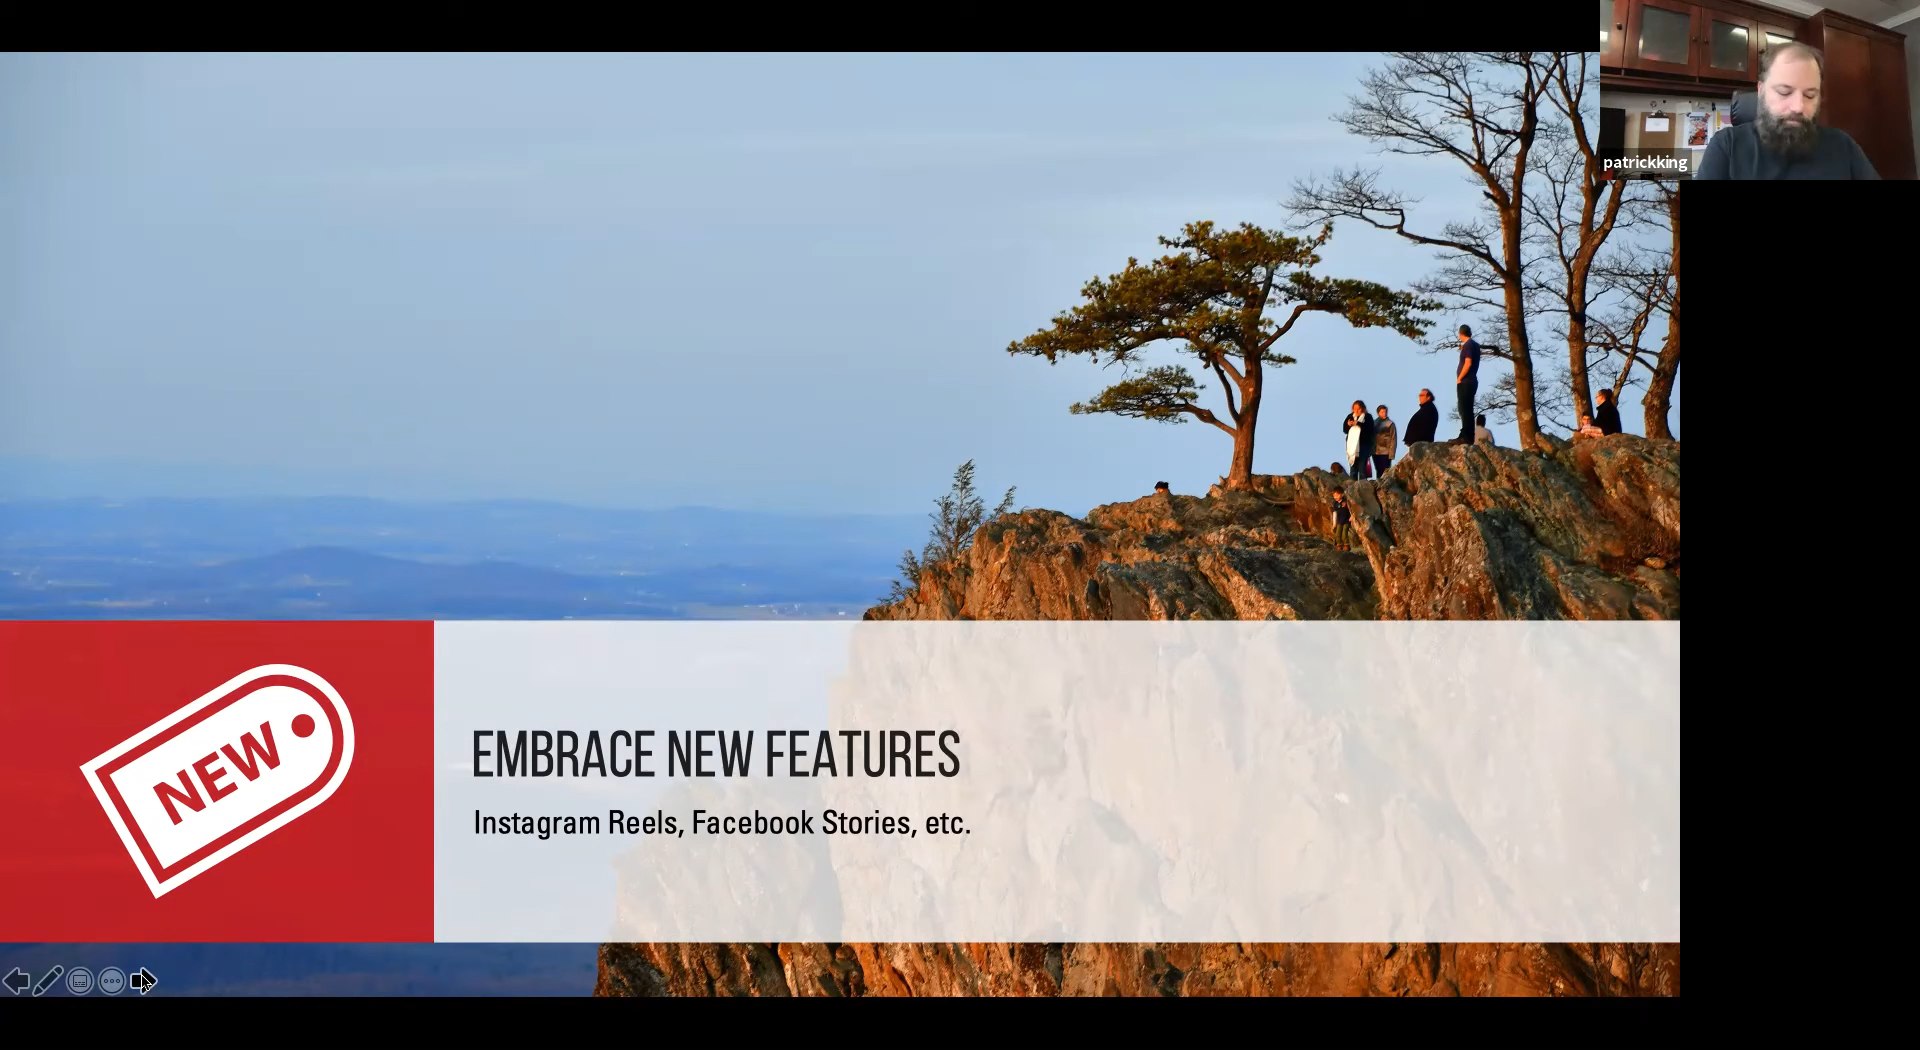 patrickking
NEW
EMBRACE NEW FEATURES
Instagram Reels, Facebook Stories, etc.